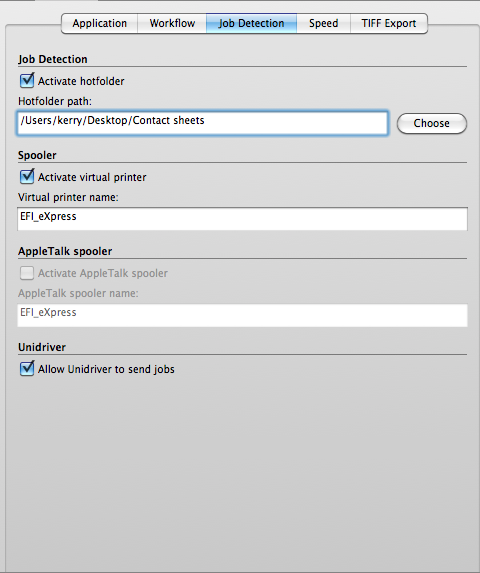 Application Workflow Job Detection Speed TIFF Export
Job Detection
Activate hotfolder
Hotfolder path:
/Users/kerry/Desktop/Contact sheets Choose
Spooler
Activate virtual printer
Virtual printer name:
EFI_eXpress
AppleTalk spooler
Activate AppleTalk spooler
AppleTalk spooler name:
EFI_eXpress
Unidriver
Allow Unidriver to send jobs